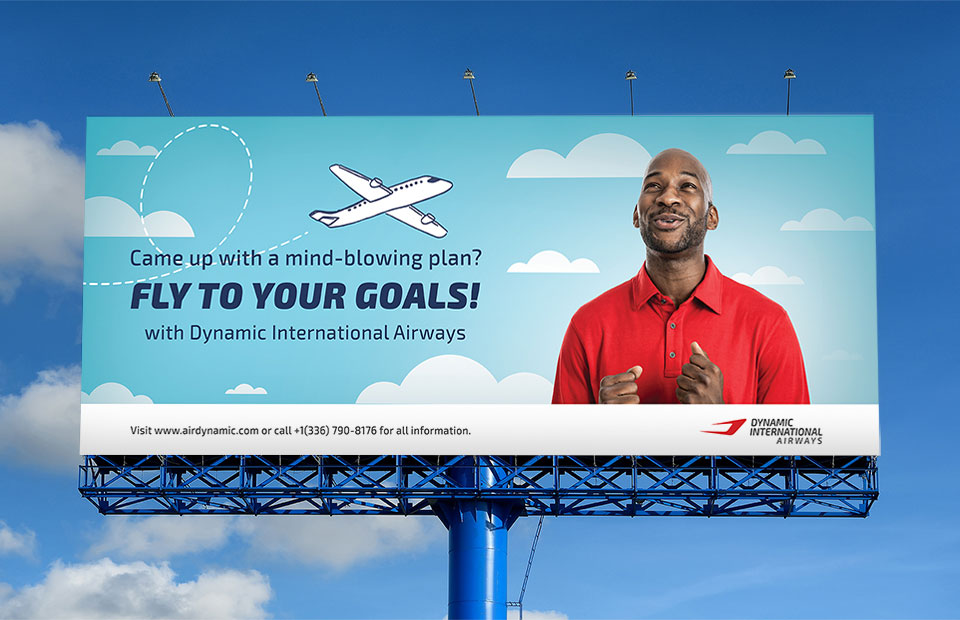 Came up with a mind-blowing plan?
FLY TO YOUR GOALS!
with Dynamic International Airways
Visit www.airdynamic.com or call +1(336) 790-8176 for all information.
DYNAMIC
INTERNATIONAL
AIRWAYS